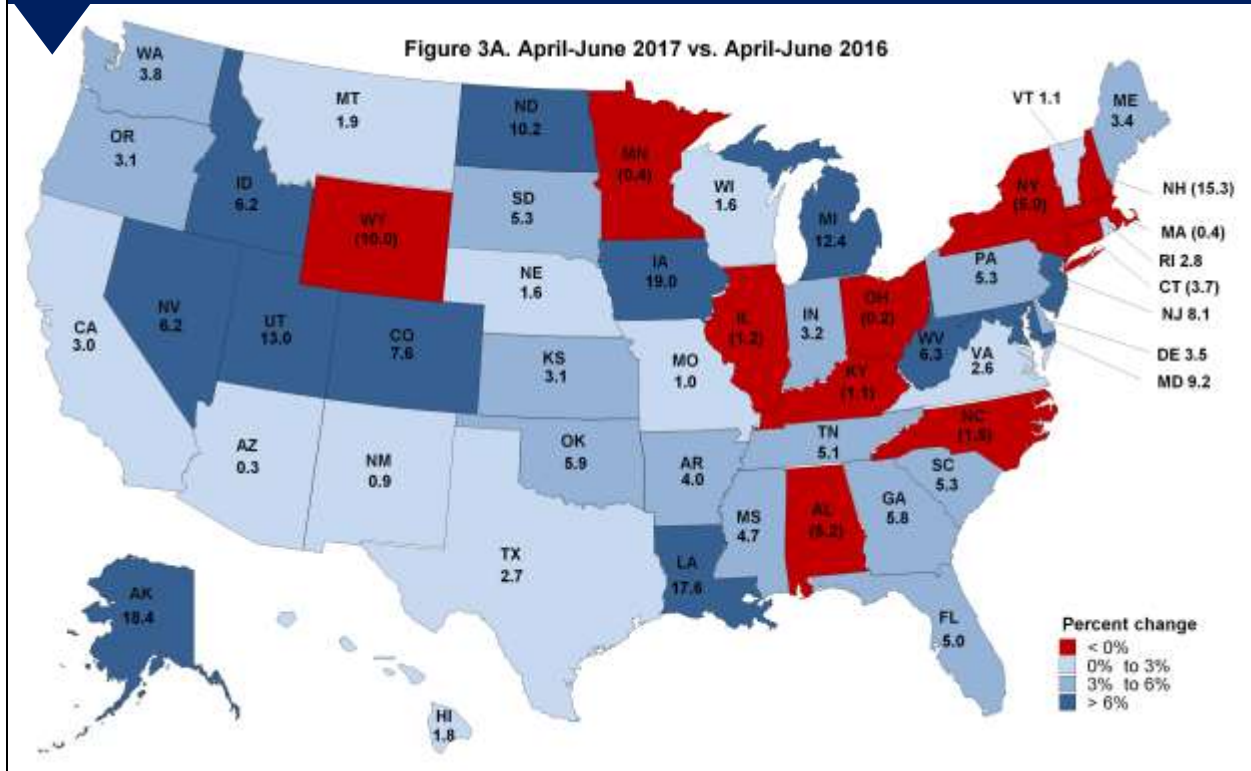 Figure 3A. April-June 2017 vs. April-June 2016
WA
3.8
OR
3.1
CA
3.0
ID
6.2
NV
6.2
MT
1.9
WY
(10.0)
UT
13.0
AZ
0.3
CO
7.6
NM
0.9
ND
10.2
SD
5.3
NE
1.6
KS
3.1
OK
5.9
TX
2.7
MN
(0.4)
IA
19.0
MO
1.0
AR
4.0
LA
17.6
WI
1.6
IL
(1.2)
MI
12.4
IN
3.2
OH
(0.2)
KY
(1.1)
TN
5.1
MS
4.7
AL
(5.2)
GA
5.8
FL
5.0
SC
5.3
NC
WV
6.3
VA
2.6
PA
5.3
NY
VT 1.1
ME
3.4
NH (15.3)
MA (0.4)
RI 2.8
CT (3.7)
NJ 8.1
DE 3.5
MD 9.2
AK
18.4
HI
1.8
Percent change
< 0%
0% to 3%
3% to 6%
> 6%